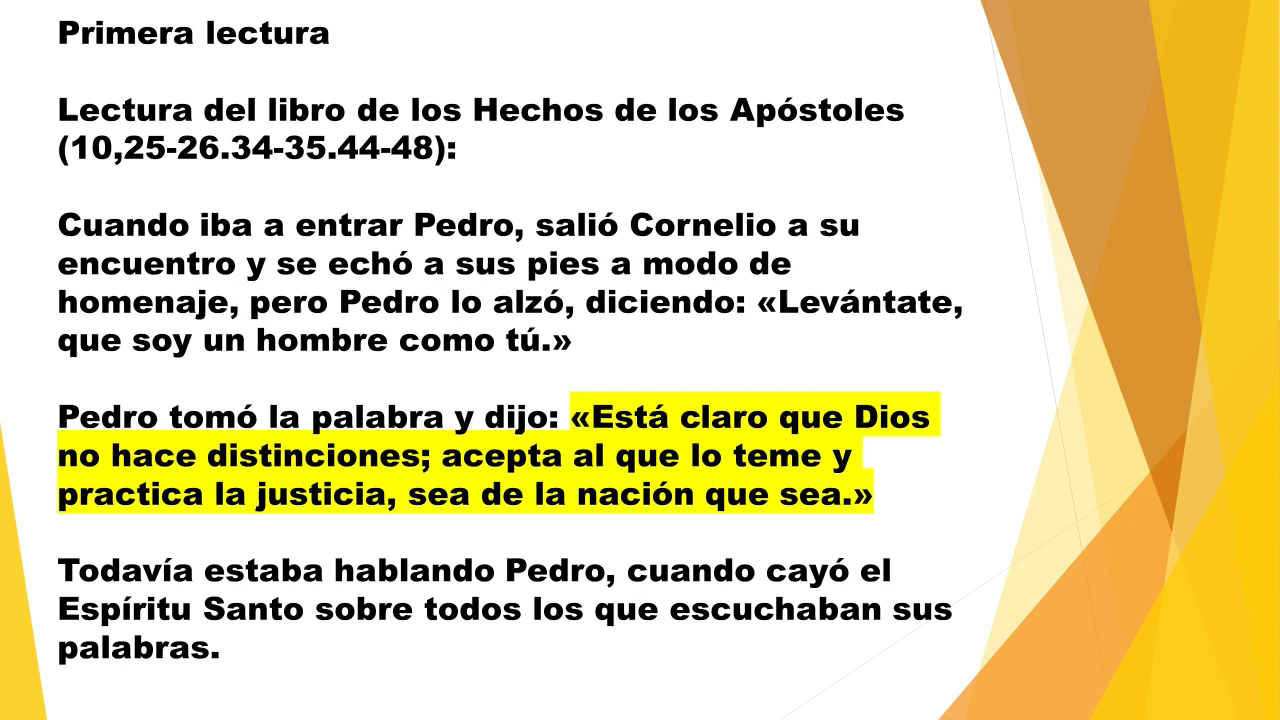 Primera lectura
Lectura del libro de los Hechos de los Apóstoles
(10,25-26.34-35.44-48):
Cuando iba a entrar Pedro, salió Cornelio a su
encuentro y se echó a sus pies a modo de
homenaje, pero Pedro lo alzó, diciendo: «Levántate,
que soy un hombre como tú.»
Pedro tomó la palabra y dijo: «Está claro que Dios
no hace distinciones; acepta al que lo teme y
practica la justicia, sea de la nación que sea.»
Todavía estaba hablando Pedro, cuando cayó el
Espíritu Santo sobre todos los que escuchaban sus
palabras.